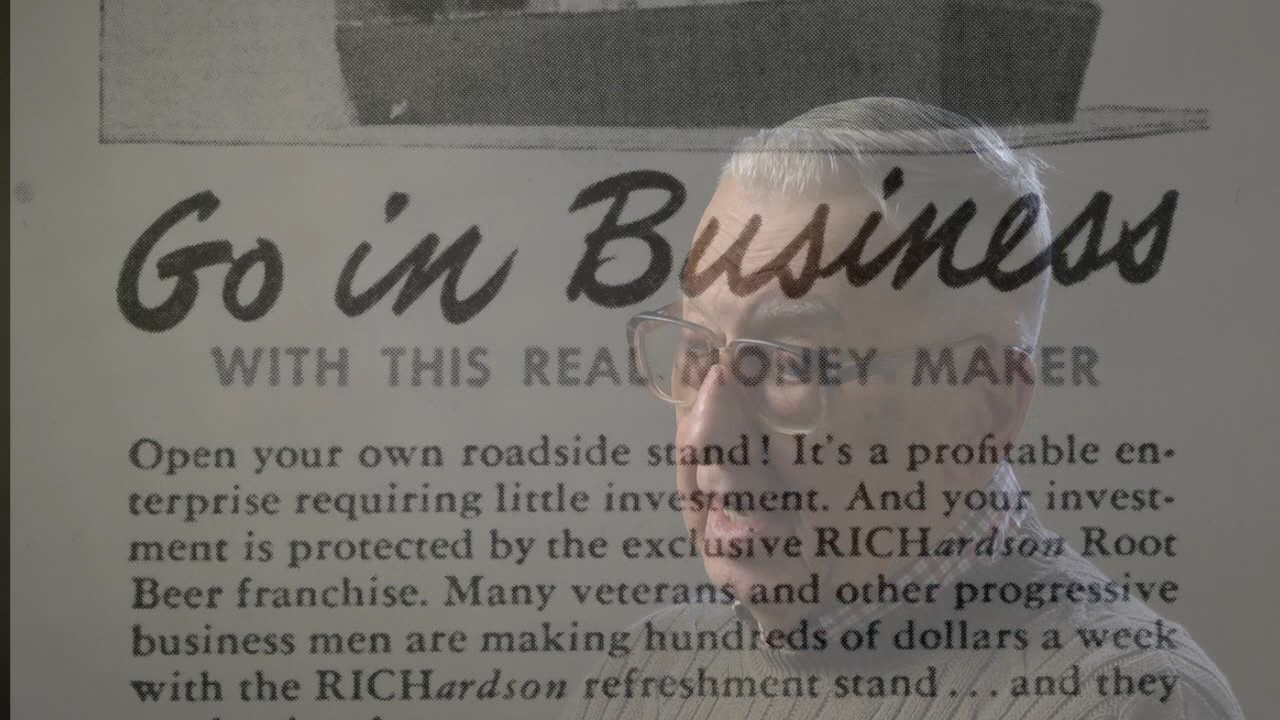 Go in Business
WITH THIS REAL MONEY MAKER
Open your own roadside stand! It's a profitable en-
terprise requiring little investment. And your invest-
ment is protected by the exclusive RICHardson Root
Beer franchise. Many veterans and other progressive
business men are making hundreds of dollars a week
with the RICHardson refreshment stand... and they